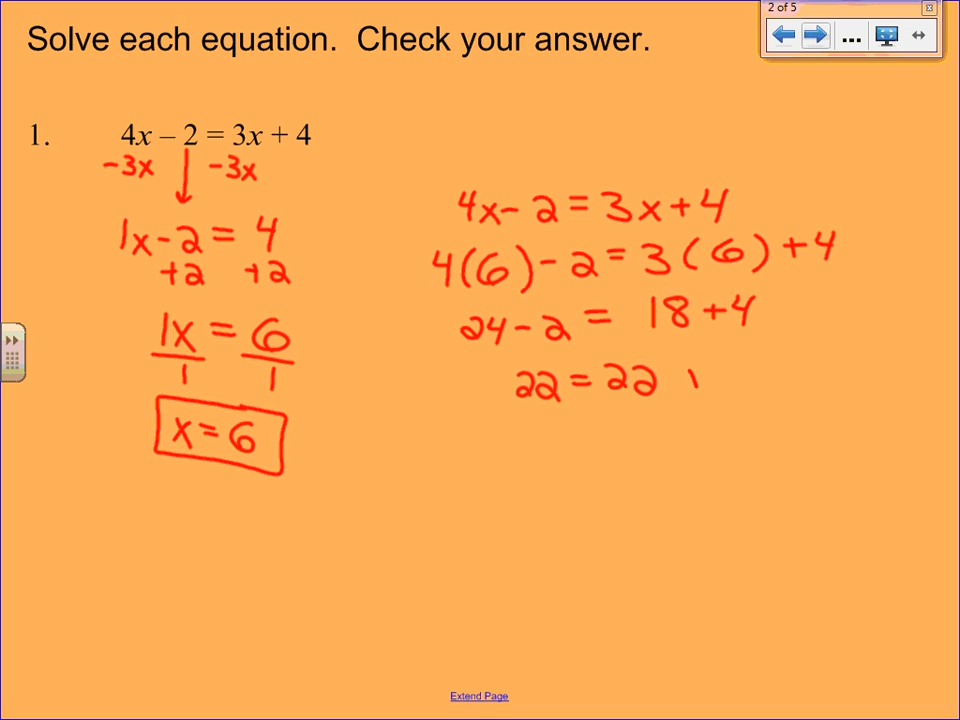 2 of 5
Solve each equation. Check your answer.
1. 4x – 2 = 3x + 4
-3x -3x
1x - 2 = 4
+2 +2
1x = 6
1 1
x = 6
4x - 2 = 3x + 4
4(6) - 2 = 3(6) + 4
24 - 2 = 18 + 4
22 = 22
Extend Page